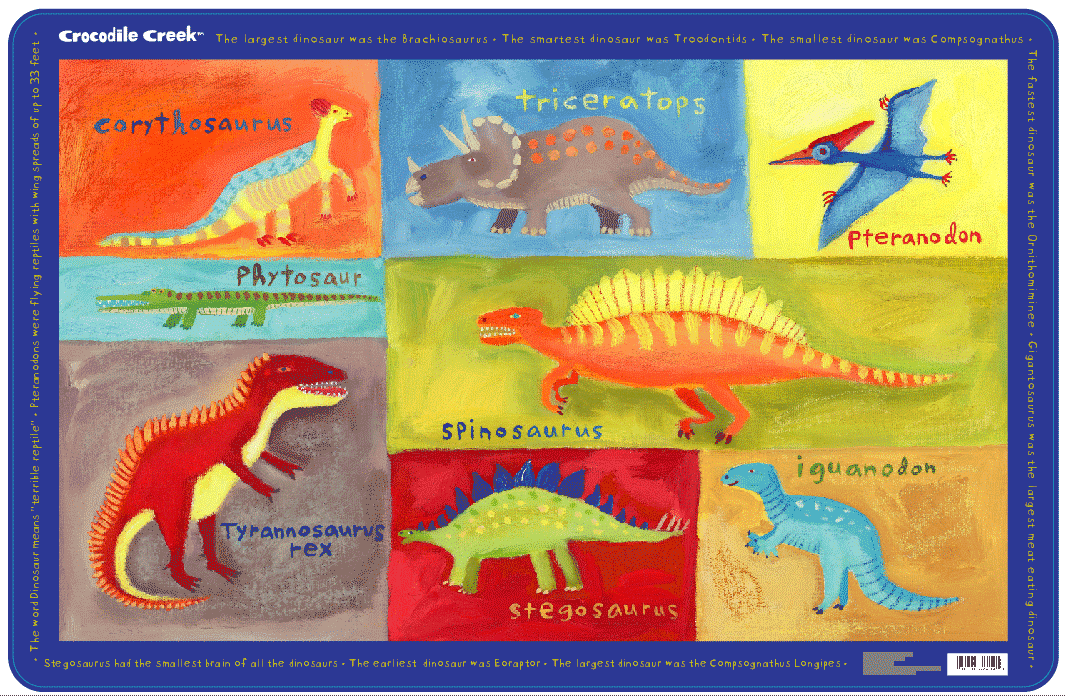 Crocodile Creek™
The largest dinosaur was the Brachiosaurus • The smartest dinosaur was Troodontids • The smallest dinosaur was Compsognathus •
The fastest dinosaur was the Ornithomiminee • Gigantosaurus was the largest meat eating dinosaur •
corythosaurus
triceratops
pteranodon
phytosaur
spinosaurus
Tyrannosaurus
rex
iguanodon
stegosaurus
• Stegosaurus had the smallest brain of all the dinosaurs • The earliest dinosaur was Eoraptor • The largest dinosaur was the Compsognathus Longipes •
The word Dinosaur means "terrible reptile" • Pteranodons were flying reptiles with wing spreads of up to 33 feet •